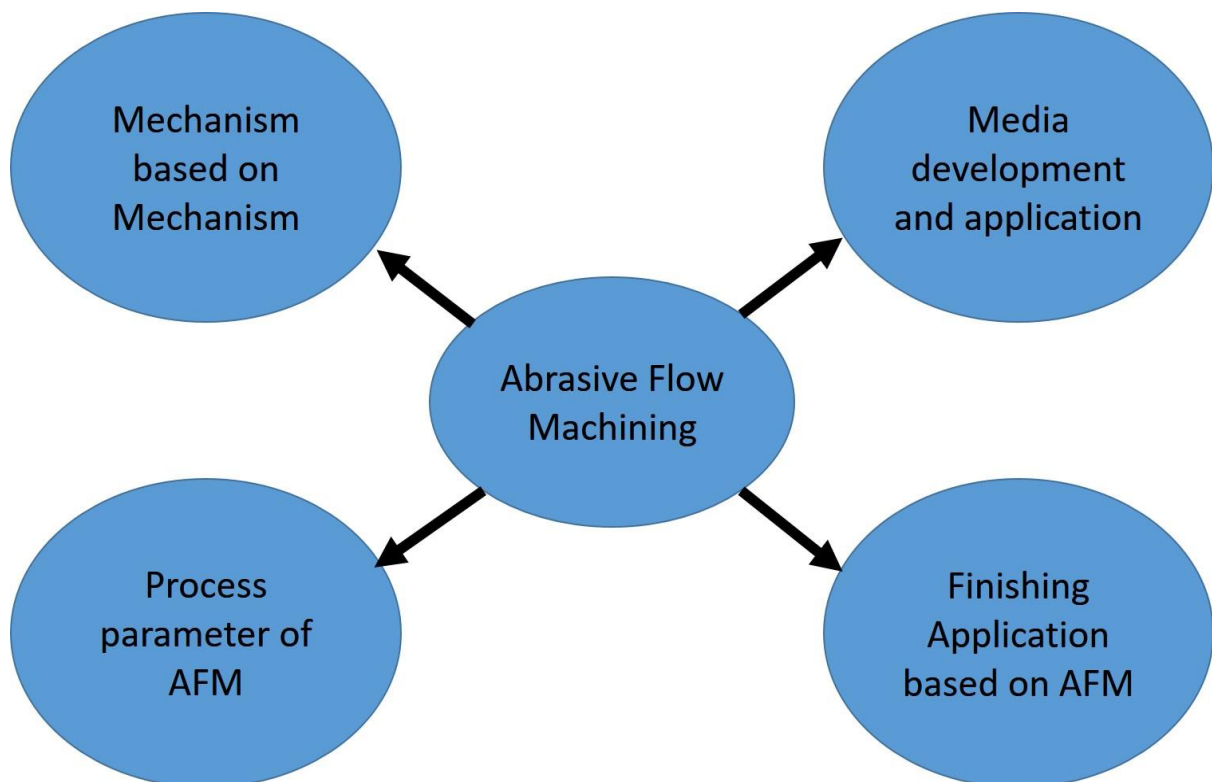 Mechanism
based on
Mechanism
Media
development
and application
Abrasive Flow
Machining
Process
parameter of
AFM
Finishing
Application
based on AFM